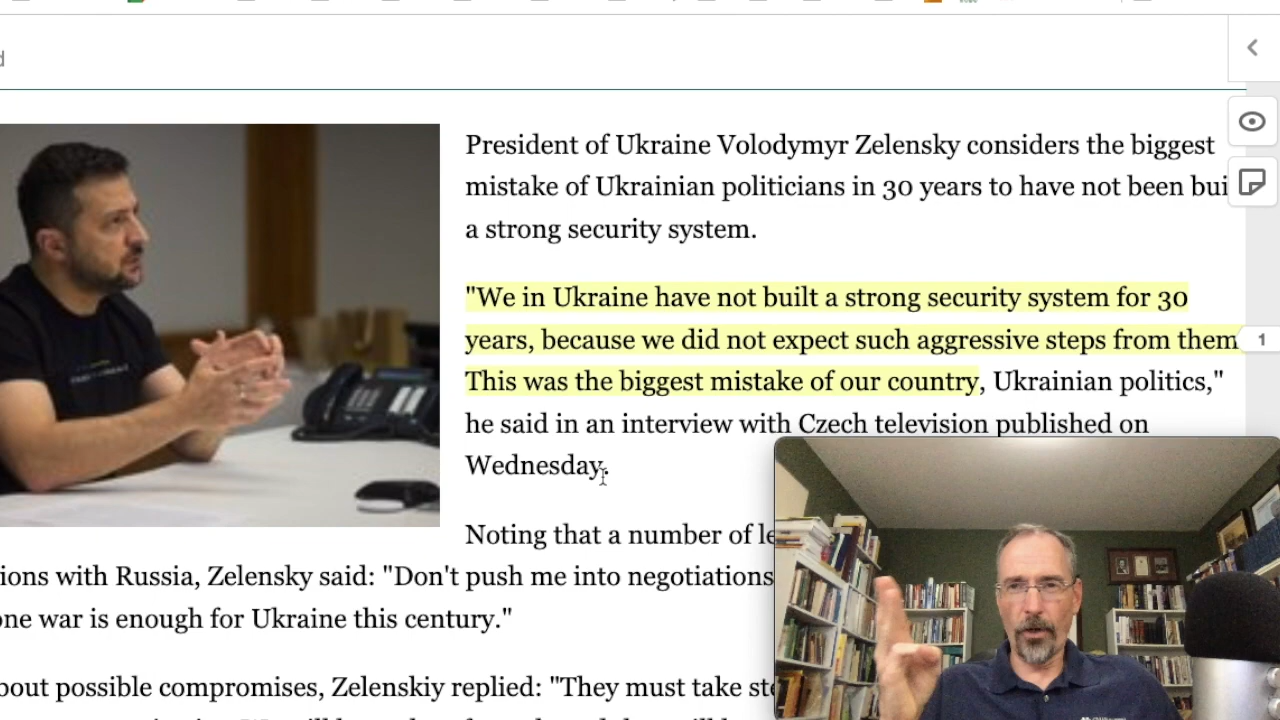 d
President of Ukraine Volodymyr Zelensky considers the biggest
mistake of Ukrainian politicians in 30 years to have not been bui
a strong security system.
"We in Ukraine have not built a strong security system for 30
years, because we did not expect such aggressive steps from them
1
This was the biggest mistake of our country, Ukrainian politics,"
he said in an interview with Czech television published on
Wednesday.
Noting that a number of le
ions with Russia, Zelensky said: "Don't push me into negotiations
one war is enough for Ukraine this century."
bout possible compromises, Zelenskiy replied: "They must take ste